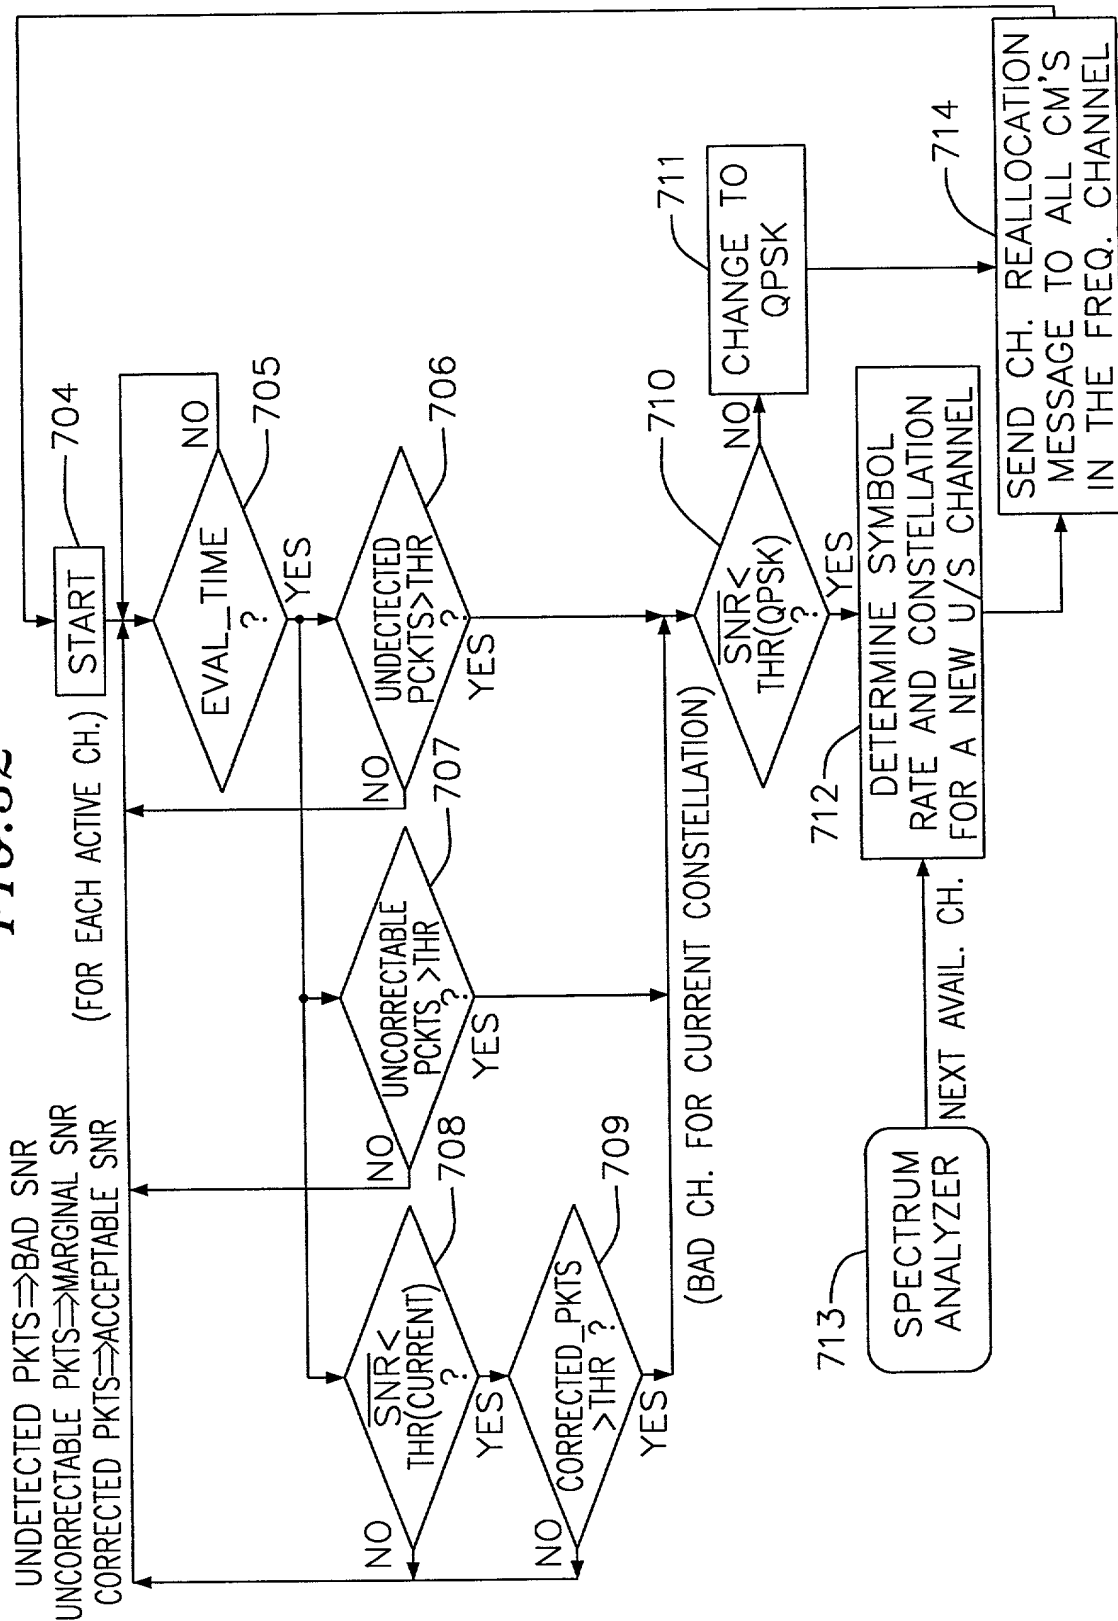 UNDETECTED PKTS⇒BAD SNR
UNCORRECTABLE PKTS⇒MARGINAL SNR
CORRECTED PKTS⇒ACCEPTABLE SNR
(FOR EACH ACTIVE CH.)
START
704
EVAL_TIME
?
705
NO
YES
SNR<
THR(CURRENT)
?
708
NO
YES
UNCORRECTABLE
PCKTS >THR
?
707
NO
YES
UNDECTECTED
PCKTS>THR
?
706
NO
YES
CORRECTED_PKTS
>THR ?
709
NO
YES
(BAD CH. FOR CURRENT CONSTELLATION)
SNR<
THR(QPSK)
?
710
NO
YES
CHANGE TO
QPSK
711
713
SPECTRUM
ANALYZER
NEXT AVAIL. CH.
712
DETERMINE SYMBOL
RATE AND CONSTELLATION
FOR A NEW U/S CHANNEL
714
SEND CH. REALLOCATION
MESSAGE TO ALL CM'S
IN THE FREQ. CHANNEL